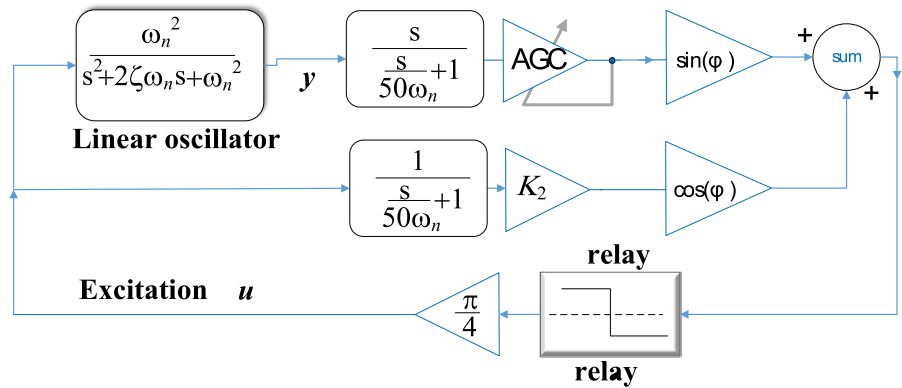 ωₙ²
s²+2ζωₙs+ωₙ²
Linear oscillator
y
s
s
50ωₙ
+1
AGC
sin(φ )
+
sum
+
1
s
50ωₙ
+1
K₂
cos(φ )
relay
Excitation u
π
4
relay